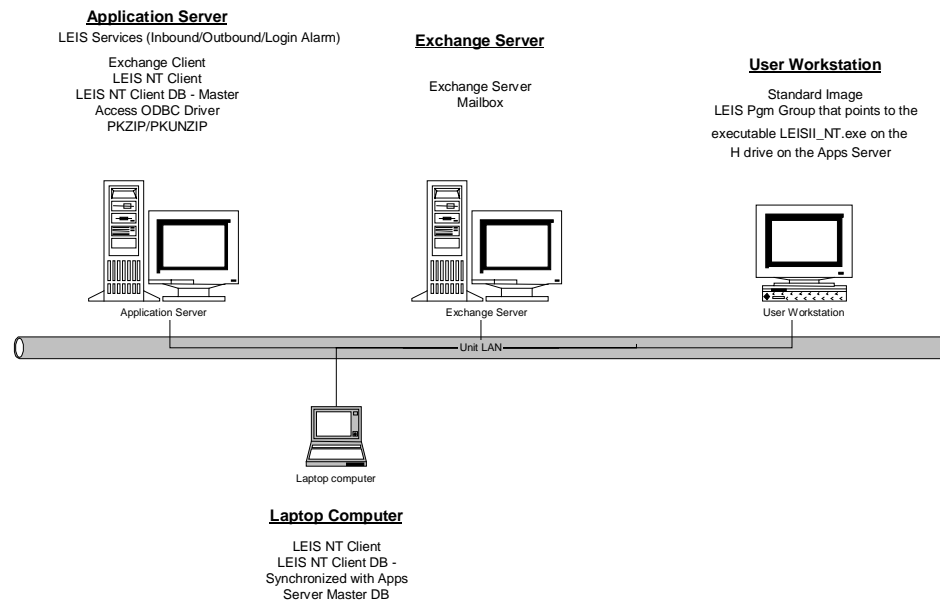 Application Server
LEIS Services (Inbound/Outbound/Login Alarm)
Exchange Client
LEIS NT Client
LEIS NT Client DB - Master
Access ODBC Driver
PKZIP/PKUNZIP
Exchange Server
Exchange Server
Mailbox
User Workstation
Standard Image
LEIS Pgm Group that points to the
executable LEISII_NT.exe on the
H drive on the Apps Server
Application Server
Exchange Server
User Workstation
Unit LAN
Laptop computer
Laptop Computer
LEIS NT Client
LEIS NT Client DB -
Synchronized with Apps
Server Master DB